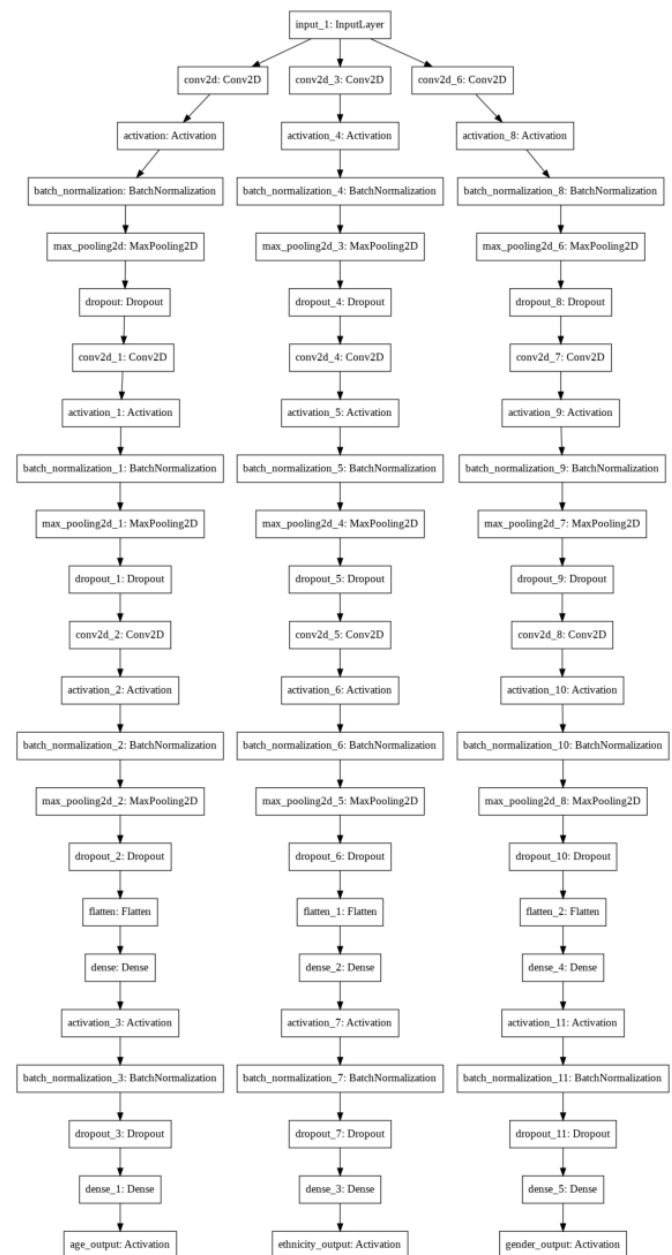 input_1: InputLayer
conv2d: Conv2D
conv2d_3: Conv2D
conv2d_6: Conv2D
activation: Activation
activation_4: Activation
activation_8: Activation
batch_normalization: BatchNormalization
batch_normalization_4: BatchNormalization
batch_normalization_8: BatchNormalization
max_pooling2d: MaxPooling2D
max_pooling2d_3: MaxPooling2D
max_pooling2d_6: MaxPooling2D
dropout: Dropout
dropout_4: Dropout
dropout_8: Dropout
conv2d_1: Conv2D
conv2d_4: Conv2D
conv2d_7: Conv2D
activation_1: Activation
activation_5: Activation
activation_9: Activation
batch_normalization_1: BatchNormalization
batch_normalization_5: BatchNormalization
batch_normalization_9: BatchNormalization
max_pooling2d_1: MaxPooling2D
max_pooling2d_4: MaxPooling2D
max_pooling2d_7: MaxPooling2D
dropout_1: Dropout
dropout_5: Dropout
dropout_9: Dropout
conv2d_2: Conv2D
conv2d_5: Conv2D
conv2d_8: Conv2D
activation_2: Activation
activation_6: Activation
activation_10: Activation
batch_normalization_2: BatchNormalization
batch_normalization_6: BatchNormalization
batch_normalization_10: BatchNormalization
max_pooling2d_2: MaxPooling2D
max_pooling2d_5: MaxPooling2D
max_pooling2d_8: MaxPooling2D
dropout_2: Dropout
dropout_6: Dropout
dropout_10: Dropout
flatten: Flatten
flatten_1: Flatten
flatten_2: Flatten
dense: Dense
dense_2: Dense
dense_4: Dense
activation_3: Activation
activation_7: Activation
activation_11: Activation
batch_normalization_3: BatchNormalization
batch_normalization_7: BatchNormalization
batch_normalization_11: BatchNormalization
dropout_3: Dropout
dropout_7: Dropout
dropout_11: Dropout
dense_1: Dense
dense_3: Dense
dense_5: Dense
age_output: Activation
ethnicity_output: Activation
gender_output: Activation